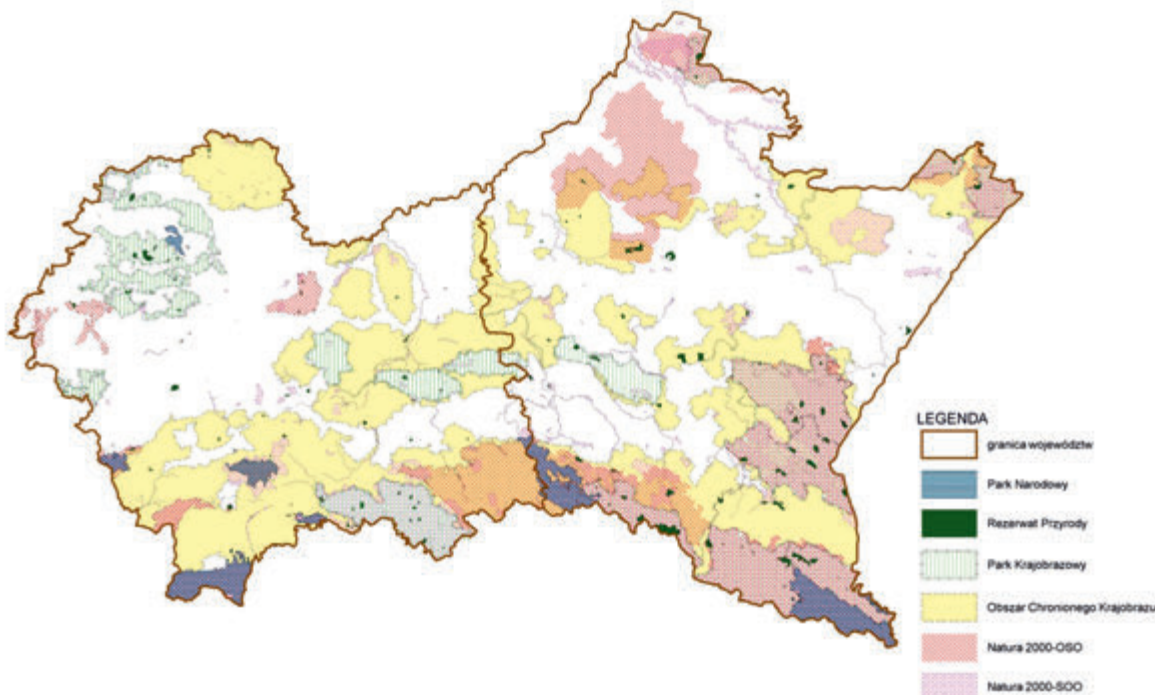 LEGENDA
granica województw
Park Narodowy
Rezerwat Przyrody
Park Krajobrazowy
Obszar Chronionego Krajobrazu
Natura 2000-OSO
Natura 2000-SOO